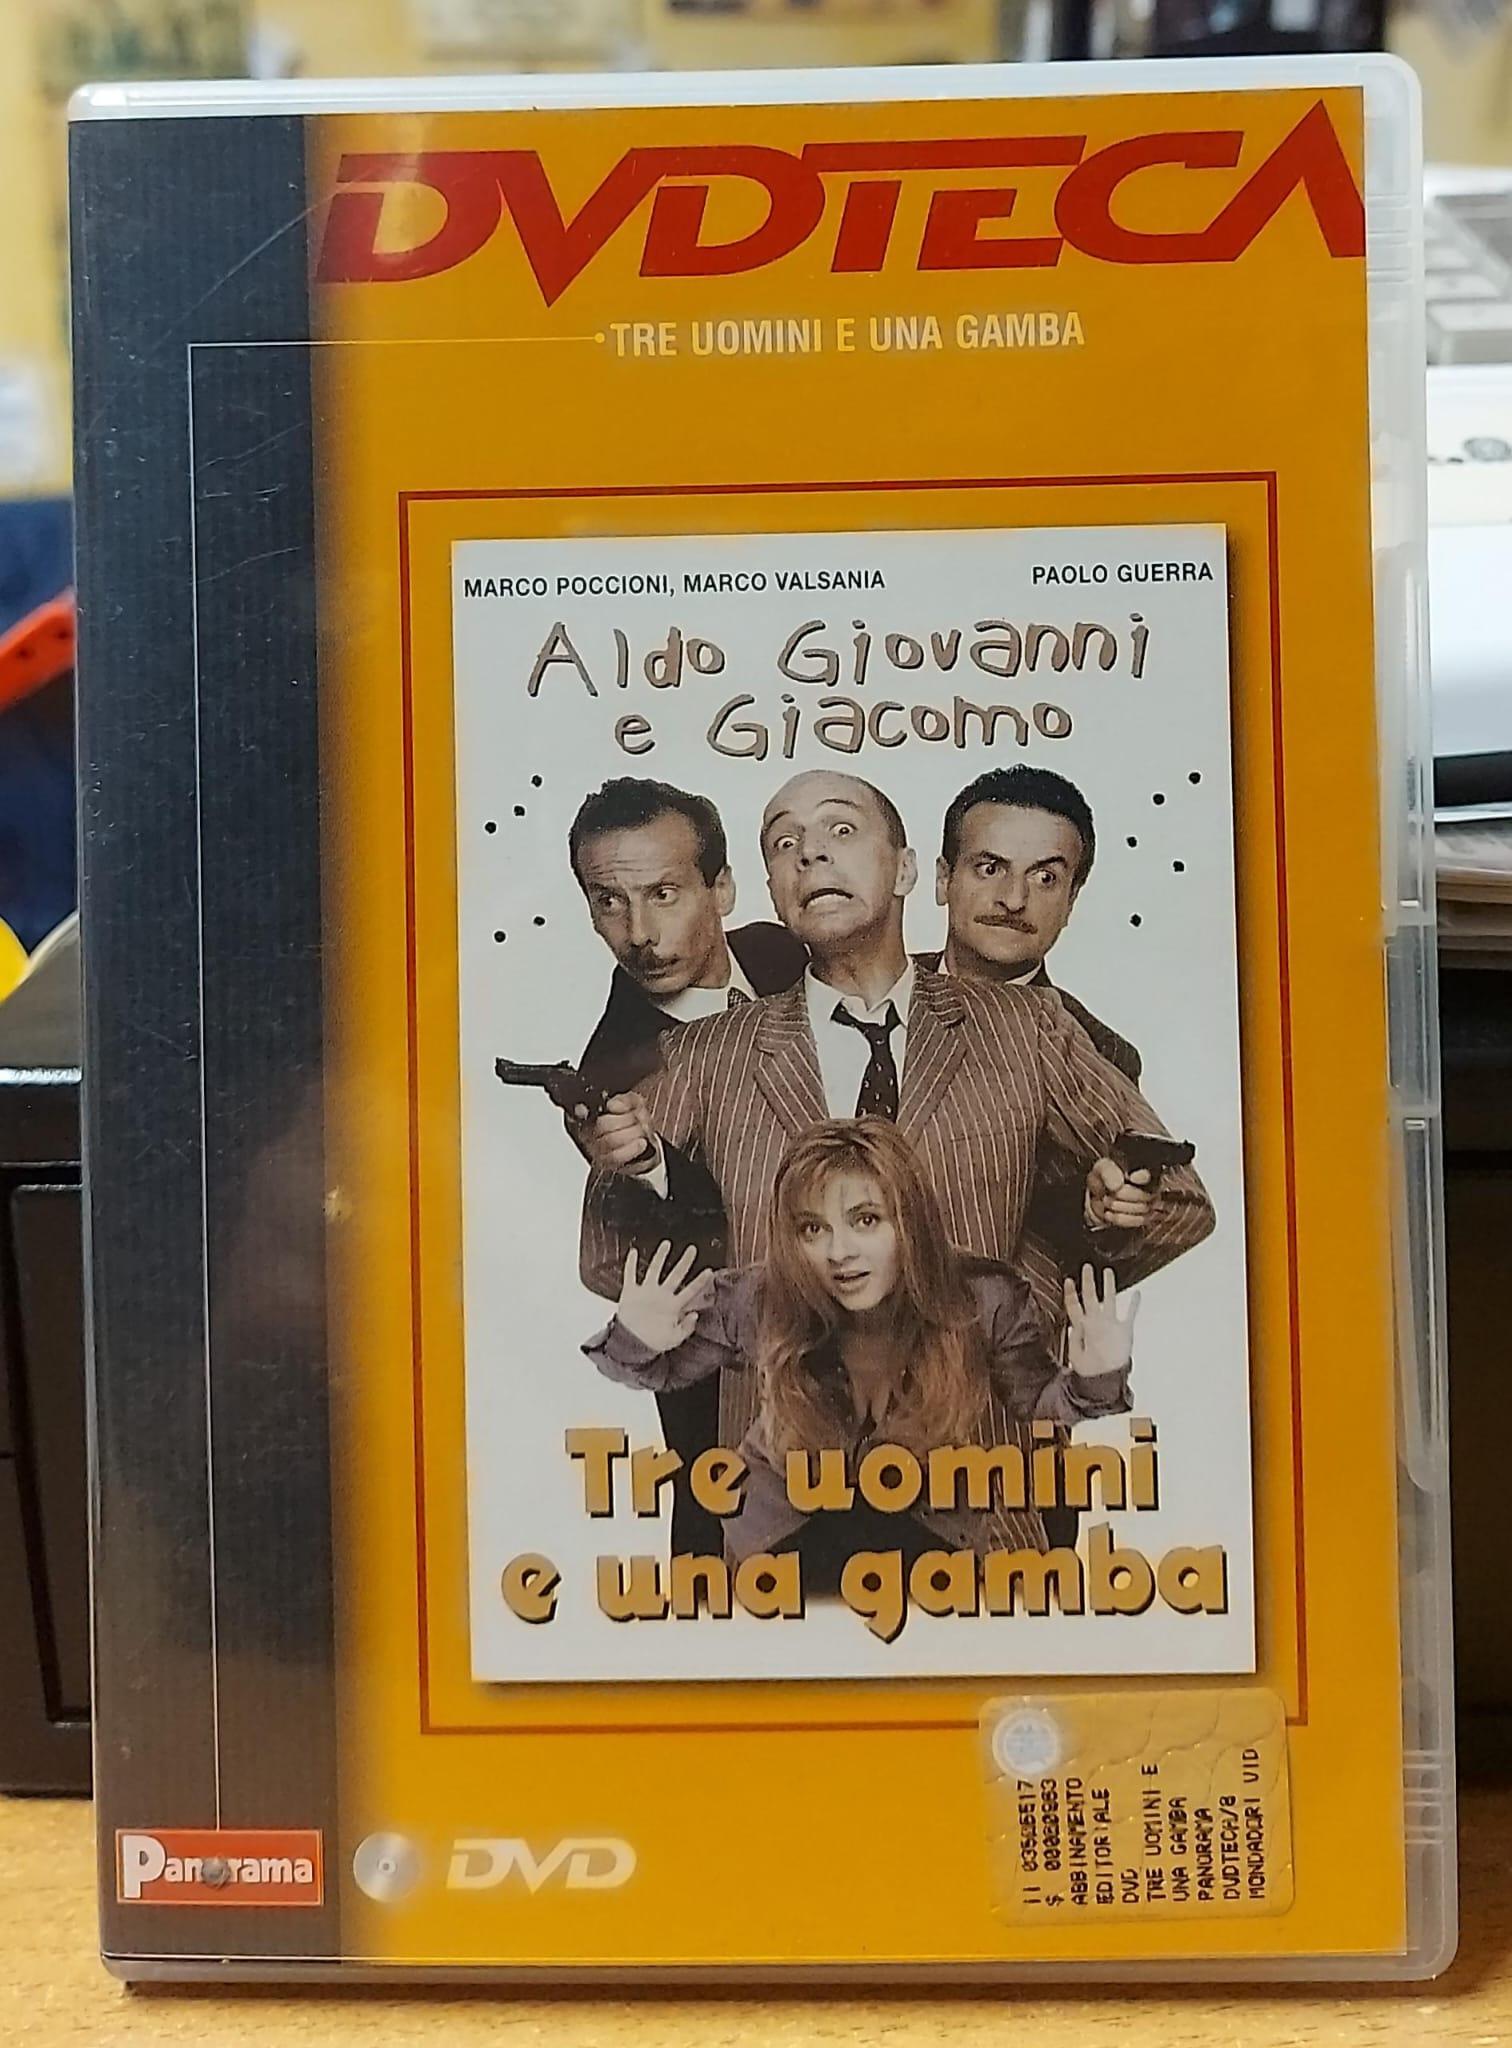 DVDTECA
TRE UOMINI E UNA GAMBA
MARCO POCCIONI, MARCO VALSANIA PAOLO GUERRA
Aldo Giovanni
e Giacomo
Tre uomini
e una gamba
Panorama
DVD
ABBINAMENTO
EDITORIALE
DVD
TRE UOMINI E
UNA GAMBA
PANORAMA
DVDTECA/8
MONDADORI VID